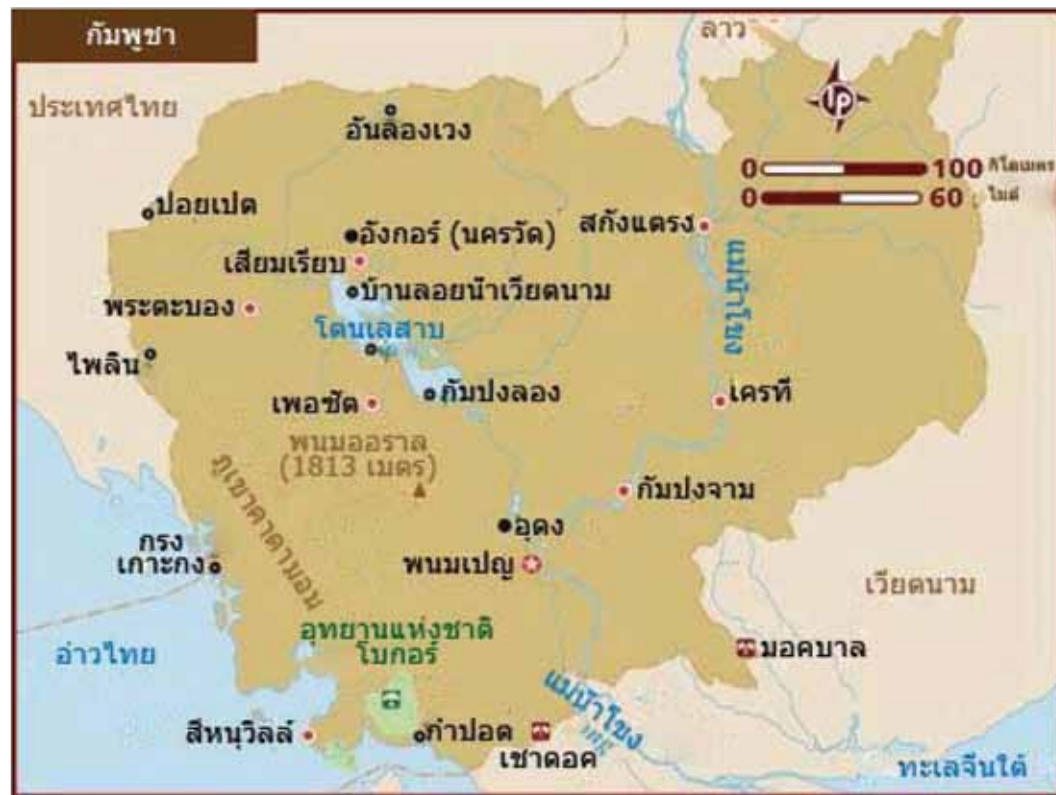 กัมพูชา
ลาว
ประเทศไทย
อันลองเวง
0 100 กิโลเมตร
0 60 ไมล์
ปอยเปต
สกังแตรง
อังกอร์ (นครวัด)
เสียมเรียบ
บ้านลอยน้ำเวียดนาม
แม่น้ำโขง
พระตะบอง
โตนเลสาบ
ไพลิน
กัมปงลอง
เพอซัต
เครที
พนมออราล
(1813 เมตร)
กัมปงจาม
ภูเขาคาดามอน
อุดง
กรง
เกาะกง
พนมเปญ
เวียดนาม
อุทยานแห่งชาติ
โบกอร์
อ่าวไทย
มอคบาล
แม่น้ำโขง
สีหนุวิลล์
กำปอด
เชาดอค
ทะเลจีนใต้